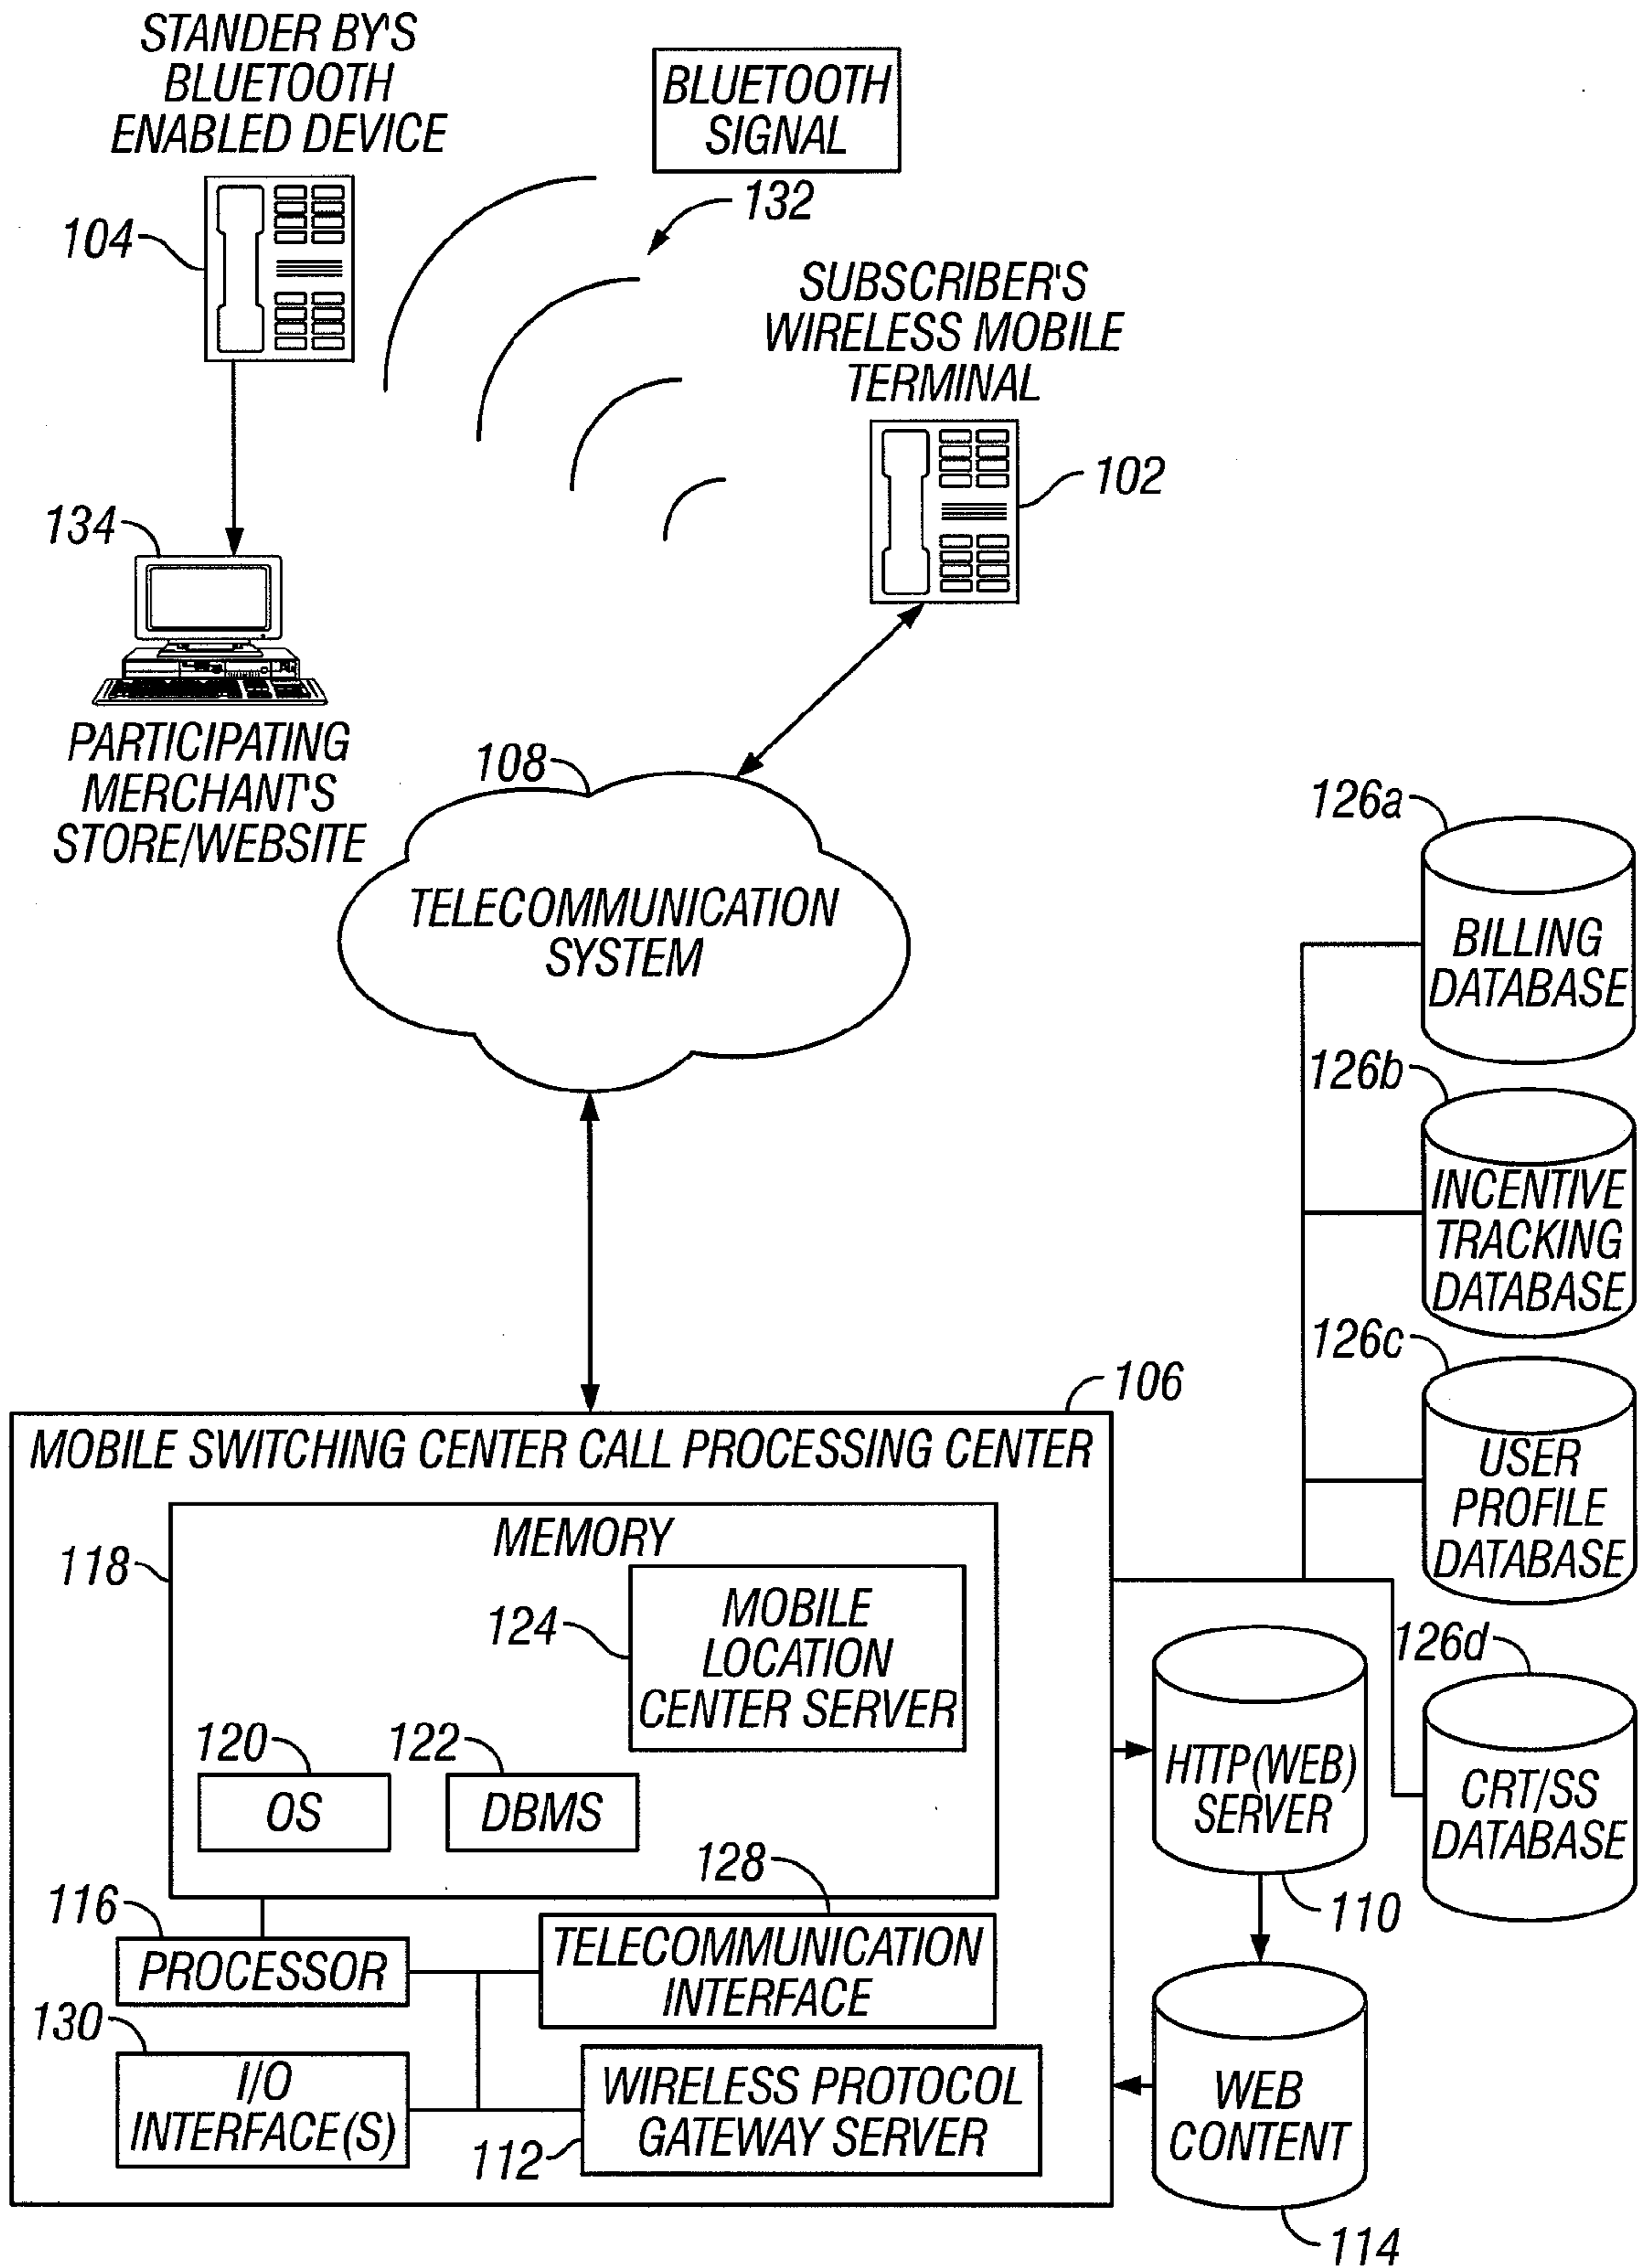 STANDER BY'S
BLUETOOTH
ENABLED DEVICE
BLUETOOTH
SIGNAL
132
104
SUBSCRIBER'S
WIRELESS MOBILE
TERMINAL
102
134
PARTICIPATING
MERCHANT'S
STORE/WEBSITE
108
TELECOMMUNICATION
SYSTEM
126a
BILLING
DATABASE
126b
INCENTIVE
TRACKING
DATABASE
126c
USER
PROFILE
DATABASE
126d
CRT/SS
DATABASE
106
MOBILE SWITCHING CENTER CALL PROCESSING CENTER
118
MEMORY
124
MOBILE
LOCATION
CENTER SERVER
120
OS
122
DBMS
128
TELECOMMUNICATION
INTERFACE
116
PROCESSOR
130
I/O
INTERFACE(S)
112
WIRELESS PROTOCOL
GATEWAY SERVER
HTTP(WEB)
SERVER
110
WEB
CONTENT
114